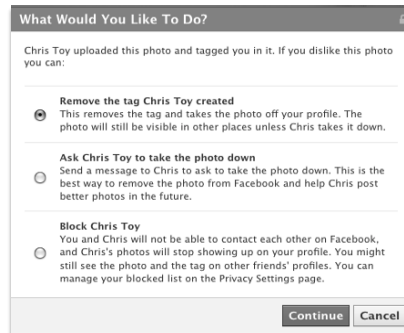 What Would You Like To Do?
Chris Toy uploaded this photo and tagged you in it. If you dislike this photo
you can:
Remove the tag Chris Toy created
This removes the tag and takes the photo off your profile. The
photo will still be visible in other places unless Chris takes it down.
Ask Chris Toy to take the photo down
Send a message to Chris to ask to take the photo down. This is the
best way to remove the photo from Facebook and help Chris post
better photos in the future.
Block Chris Toy
You and Chris will not be able to contact each other on Facebook,
and Chris's photos will stop showing up on your profile. You might
still see the photo and the tag on other friends' profiles. You can
manage your blocked list on the Privacy Settings page.
Continue Cancel